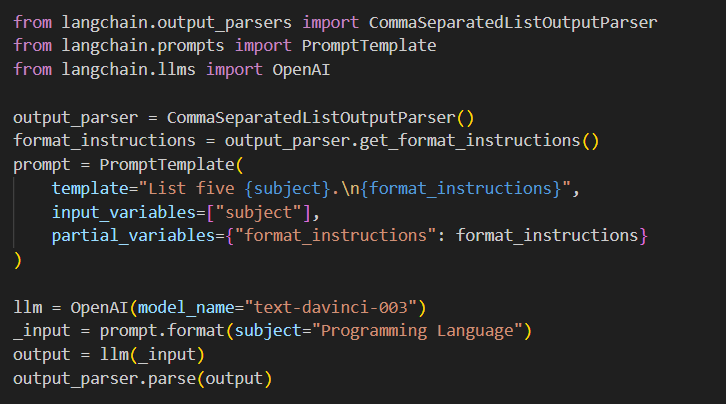 from langchain.output_parsers import CommaSeparatedListOutputParser
from langchain.prompts import PromptTemplate
from langchain.llms import OpenAI

output_parser = CommaSeparatedListOutputParser()
format_instructions = output_parser.get_format_instructions()
prompt = PromptTemplate(
    template="List five {subject}.\n{format_instructions}",
    input_variables=["subject"],
    partial_variables={"format_instructions": format_instructions}
)

llm = OpenAI(model_name="text-davinci-003")
_input = prompt.format(subject="Programming Language")
output = llm(_input)
output_parser.parse(output)